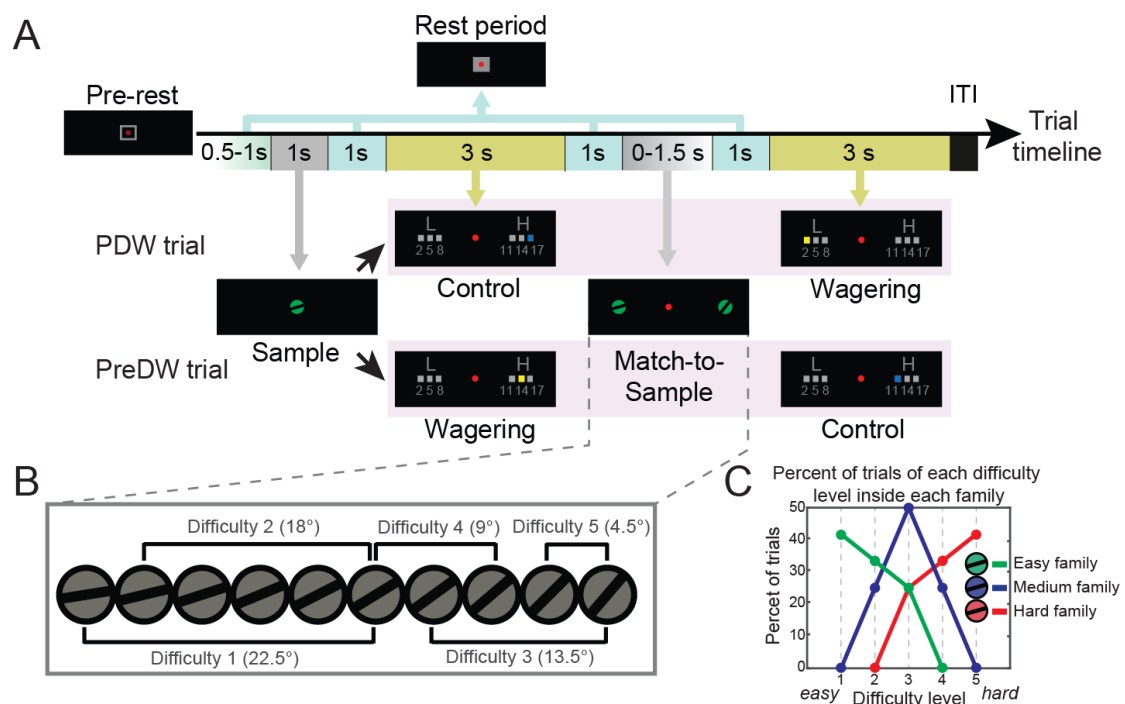 A
Rest period
Pre-rest
ITI
0.5-1s 1s 1s 3 s 1s 0-1.5 s 1s 3 s
Trial
timeline
PDW trial
L H
2 5 8 11 14 17
Control
L H
2 5 8 11 14 17
Wagering
Sample
Match-to-
Sample
PreDW trial
L H
2 5 8 11 14 17
Wagering
L H
2 5 8 11 14 17
Control
B
Difficulty 2 (18°) Difficulty 4 (9°) Difficulty 5 (4.5°)
Difficulty 1 (22.5°) Difficulty 3 (13.5°)
C
Percent of trials of each difficulty
level inside each family
Percet of trials
50
40
30
20
10
0
1 2 3 4 5
easy Difficulty level hard
Easy family
Medium family
Hard family